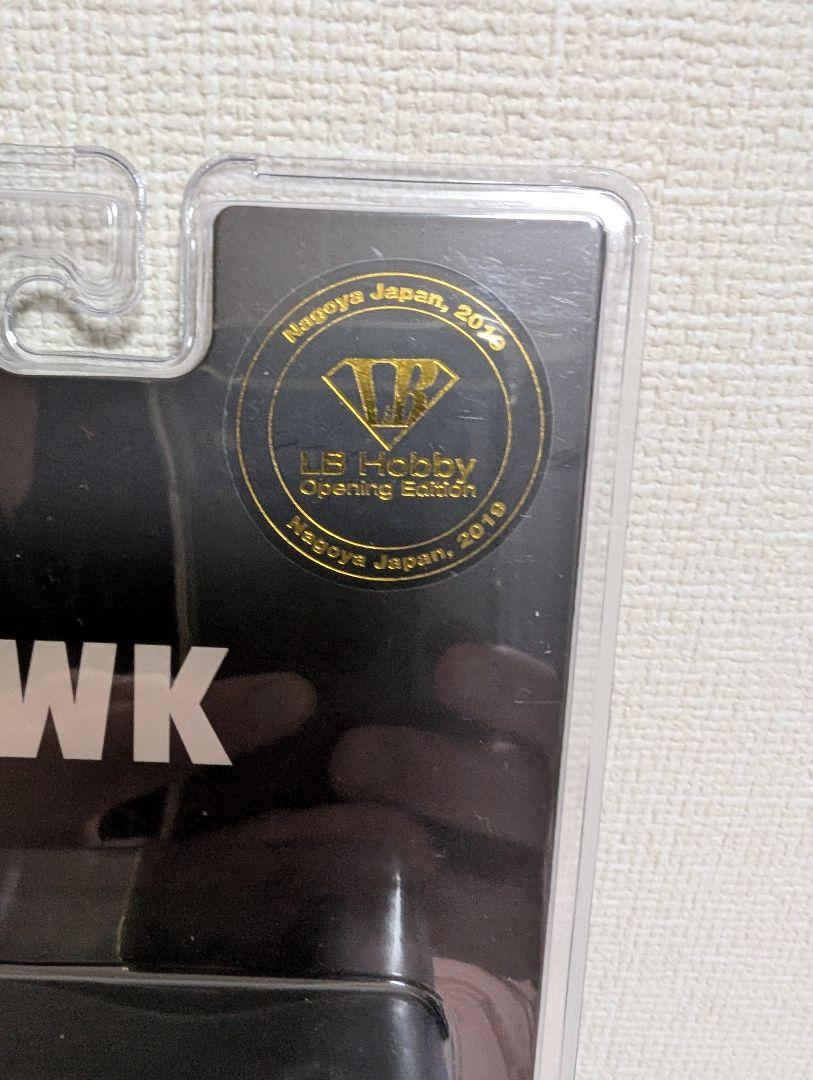 Nagoya Japan, 2019
LB
LB Hobby
Opening Edition
Nagoya Japan, 2019
WK